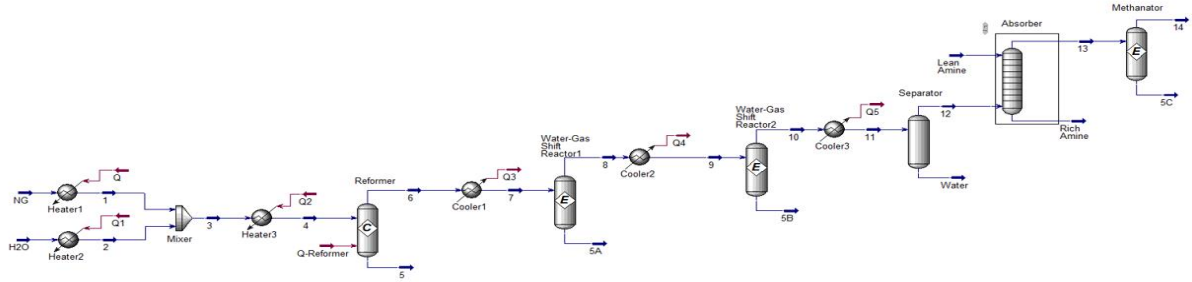 Methanator
14
Absorber
13
E
Lean
Amine
5C
Separator
12
Rich
Amine
Water-Gas
Shift
Reactor2
10
Q5
Cooler3
11
E
Water
5B
Water-Gas
Shift
Reactor1
8
Q4
Cooler2
9
E
5A
Reformer
6
Q3
Cooler1
7
C
Q-Reformer
5
NG
Q
Heater1
1
H2O
Q1
Heater2
2
Mixer
3
Q2
Heater3
4